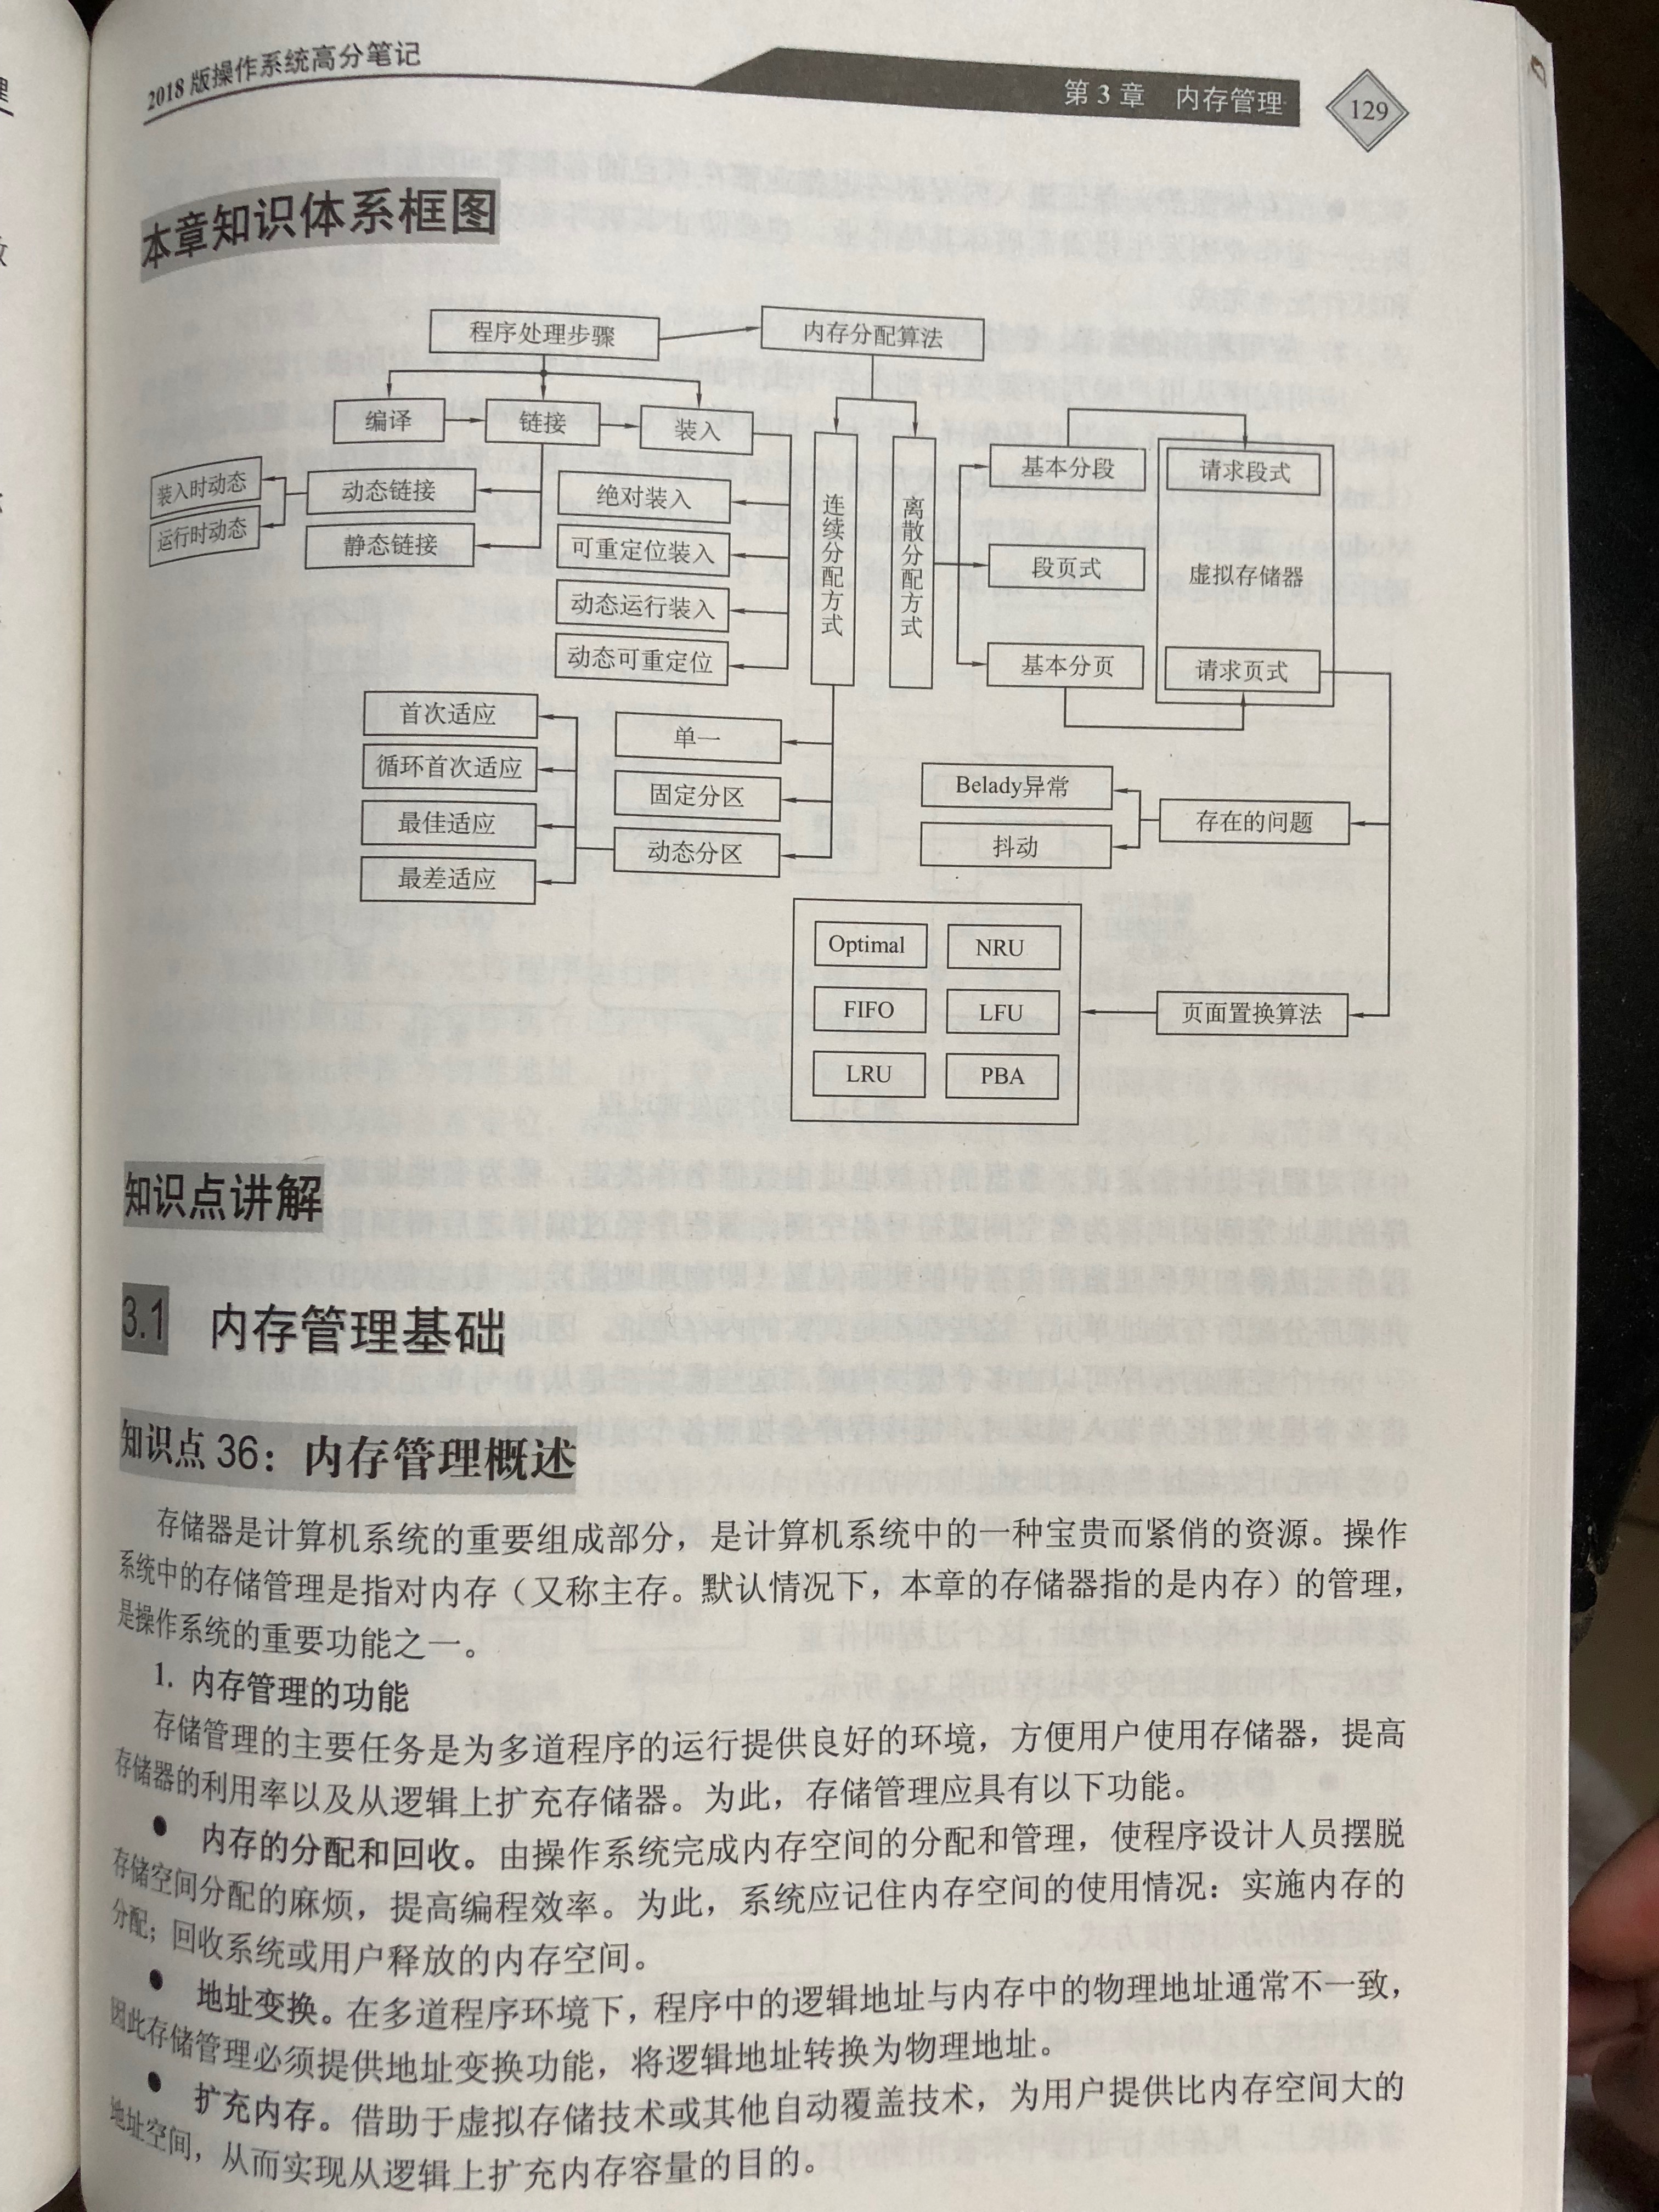 2018 版操作系统高分笔记
第 3 章 内存管理
129
本章知识体系框图
程序处理步骤
内存分配算法
编译
链接
装入
装入时动态
运行时动态
动态链接
静态链接
绝对装入
可重定位装入
动态运行装入
动态可重定位
连续分配方式
离散分配方式
基本分段
段页式
基本分页
请求段式
虚拟存储器
请求页式
首次适应
循环首次适应
最佳适应
最差适应
单一
固定分区
动态分区
Belady异常
抖动
存在的问题
Optimal
NRU
FIFO
LFU
LRU
PBA
页面置换算法
知识点讲解
3.1 内存管理基础
知识点 36：内存管理概述
存储器是计算机系统的重要组成部分，是计算机系统中的一种宝贵而紧俏的资源。操作
系统中的存储管理是指对内存（又称主存。默认情况下，本章的存储器指的是内存）的管理，
是操作系统的重要功能之一。
1. 内存管理的功能
存储管理的主要任务是为多道程序的运行提供良好的环境，方便用户使用存储器，提高
存储器的利用率以及从逻辑上扩充存储器。为此，存储管理应具有以下功能。
● 内存的分配和回收。由操作系统完成内存空间的分配和管理，使程序设计人员摆脱
存储空间分配的麻烦，提高编程效率。为此，系统应记住内存空间的使用情况：实施内存的
分配；回收系统或用户释放的内存空间。
● 地址变换。在多道程序环境下，程序中的逻辑地址与内存中的物理地址通常不一致，
因此存储管理必须提供地址变换功能，将逻辑地址转换为物理地址。
● 扩充内存。借助于虚拟存储技术或其他自动覆盖技术，为用户提供比内存空间大的
地址空间，从而实现从逻辑上扩充内存容量的目的。